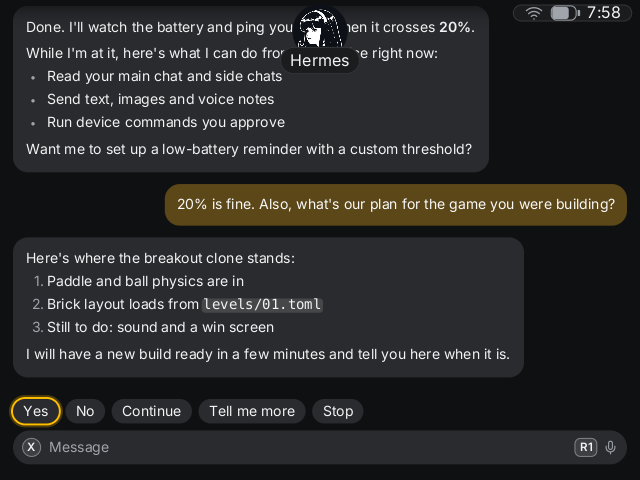 7:58
Done. I'll watch the battery and ping you en it crosses 20%.
Hermes
While I'm at it, here's what I can do fro e right now:
• Read your main chat and side chats
• Send text, images and voice notes
• Run device commands you approve
Want me to set up a low-battery reminder with a custom threshold?
20% is fine. Also, what's our plan for the game you were building?
Here's where the breakout clone stands:
1. Paddle and ball physics are in
2. Brick layout loads from levels/01.toml
3. Still to do: sound and a win screen
I will have a new build ready in a few minutes and tell you here when it is.
Yes No Continue Tell me more Stop
X Message R1